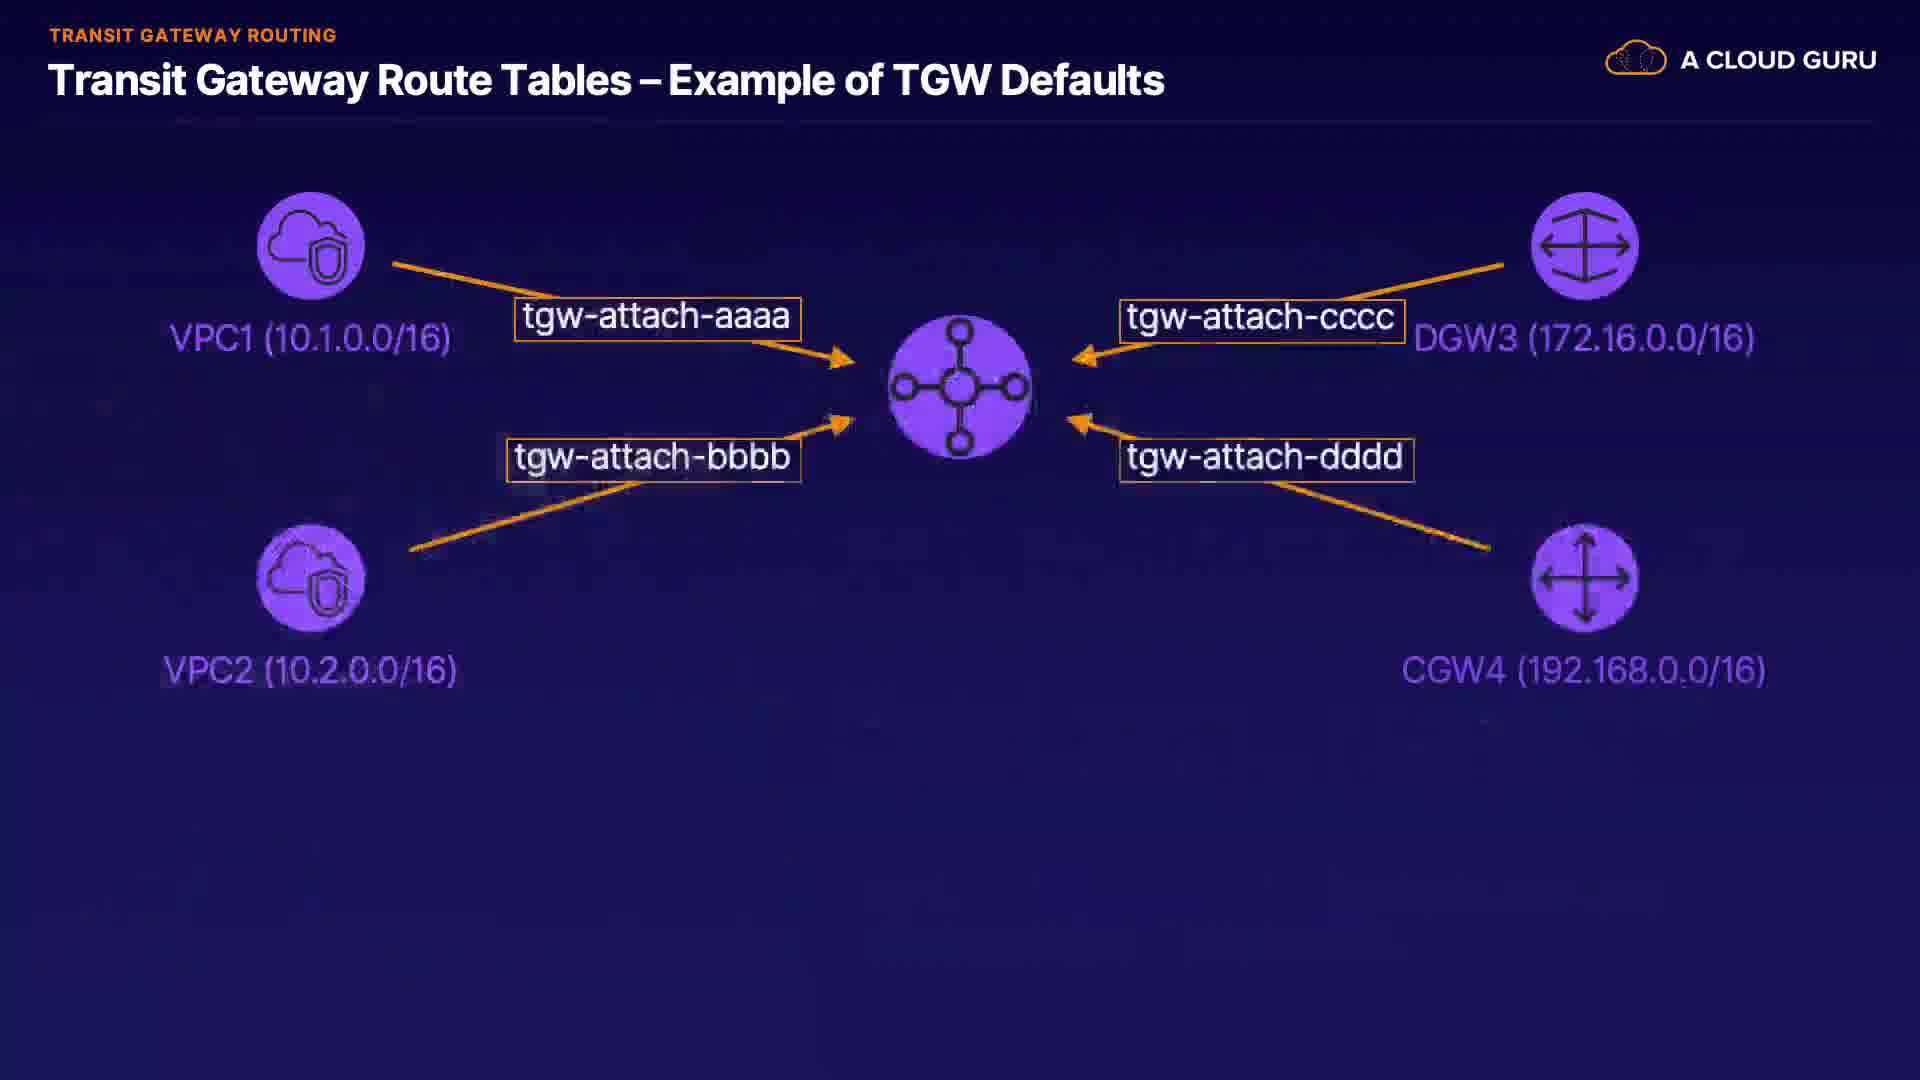 TRANSIT GATEWAY ROUTING
Transit Gateway Route Tables – Example of TGW Defaults
A CLOUD GURU
tgw-attach-aaaa
tgw-attach-cccc
VPC1 (10.1.0.0/16)
DGW3 (172.16.0.0/16)
tgw-attach-bbbb
tgw-attach-dddd
VPC2 (10.2.0.0/16)
CGW4 (192.168.0.0/16)